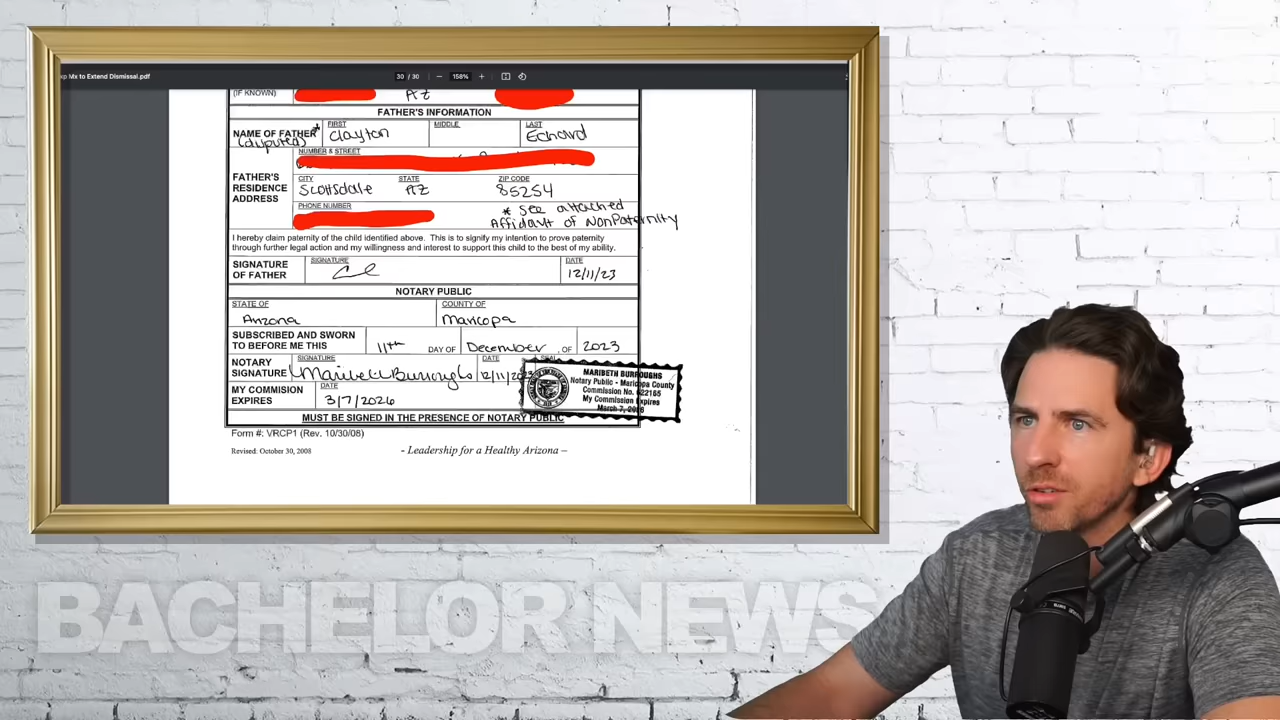 Mx to Extend Dismissal.pdf
30 / 30
158%
(IF KNOWN)
AZ
FATHER'S INFORMATION
NAME OF FATHER*
(disputed)
FIRST
Clayton
MIDDLE
LAST
Echard
FATHER'S
RESIDENCE
ADDRESS
NUMBER & STREET
CITY
Scottsdale
STATE
AZ
ZIP CODE
85254
PHONE NUMBER
* See attached
Affidavit of NonPaternity
I hereby claim paternity of the child identified above. This is to signify my intention to prove paternity
through further legal action and my willingness and interest to support this child to the best of my ability.
SIGNATURE
OF FATHER
SIGNATURE
DATE
12/11/23
NOTARY PUBLIC
STATE OF
Arizona
COUNTY OF
Maricopa
SUBSCRIBED AND SWORN
TO BEFORE ME THIS
11th
DAY OF
December
, OF
2023
NOTARY
SIGNATURE
SIGNATURE
Maribeth Burroughs
DATE
12/11/2023
SEAL
MARIBETH BURROUGHS
Notary Public - Maricopa County
Commission No. 622165
My Commission Expires
March 7, 2026
MY COMMISION
EXPIRES
DATE
3/7/2026
MUST BE SIGNED IN THE PRESENCE OF NOTARY PUBLIC
Form #: VRCP1 (Rev. 10/30/08)
Revised: October 30, 2008
- Leadership for a Healthy Arizona –
BACHELOR NEWS